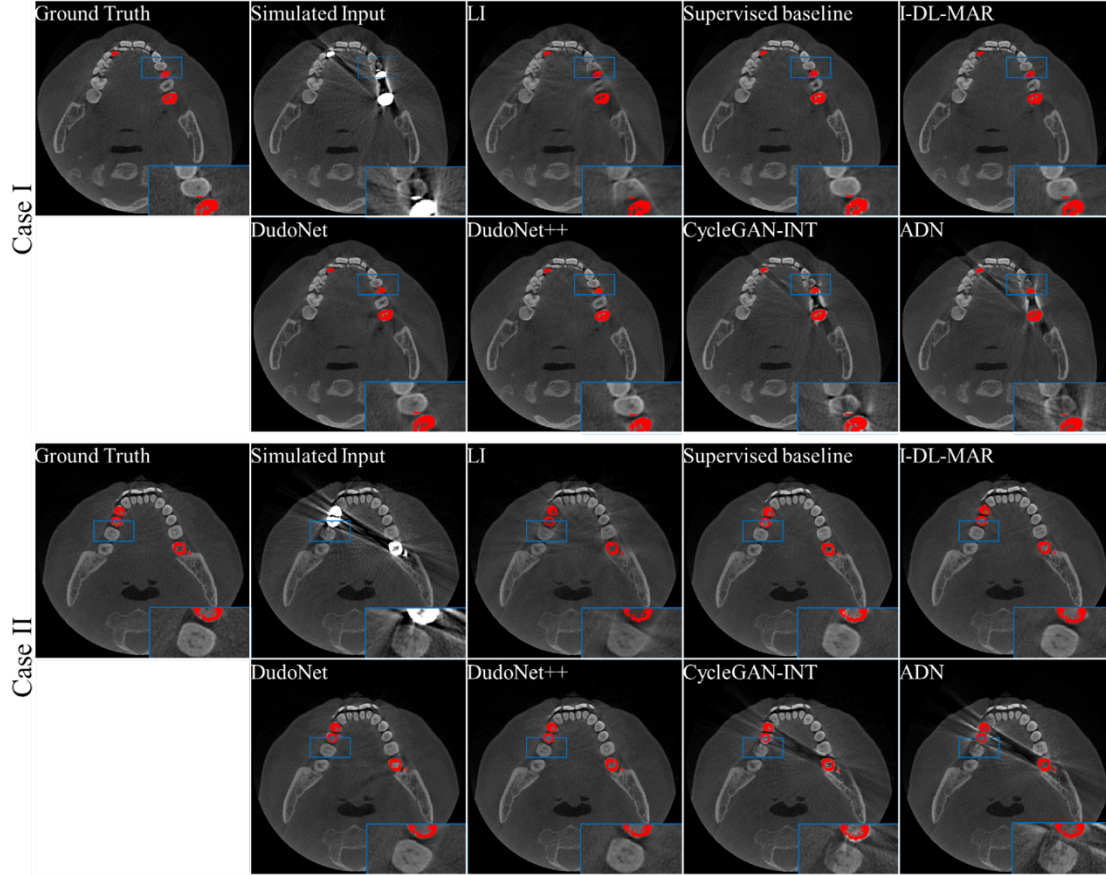 Case I
Ground Truth
Simulated Input
LI
Supervised baseline
I-DL-MAR
DudoNet
DudoNet++
CycleGAN-INT
ADN
Case II
Ground Truth
Simulated Input
LI
Supervised baseline
I-DL-MAR
DudoNet
DudoNet++
CycleGAN-INT
ADN